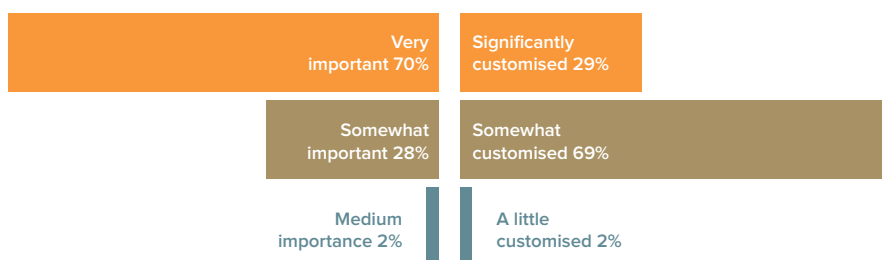 Very
important 70%
Significantly
customised 29%
Somewhat
important 28%
Somewhat
customised 69%
Medium
importance 2%
A little
customised 2%